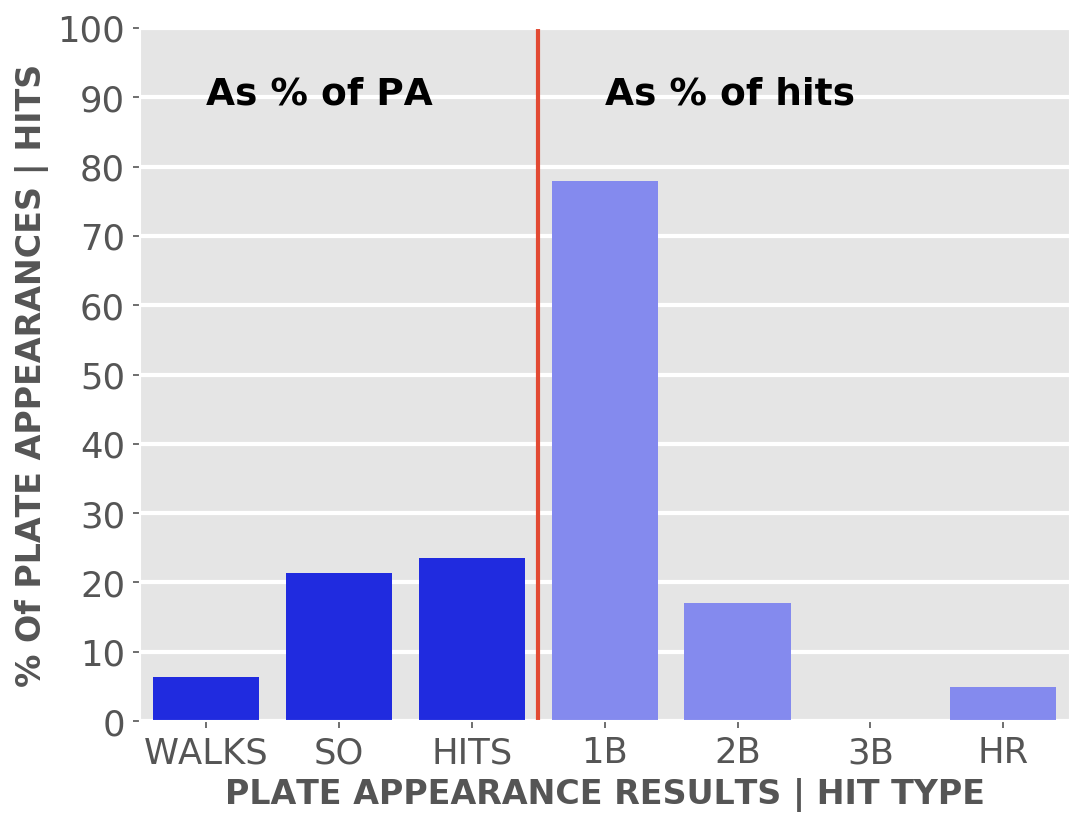 % Of PLATE APPEARANCES | HITS
100
90
80
70
60
50
40
30
20
10
0
As % of PA
As % of hits
WALKS SO HITS 1B 2B 3B HR
PLATE APPEARANCE RESULTS | HIT TYPE